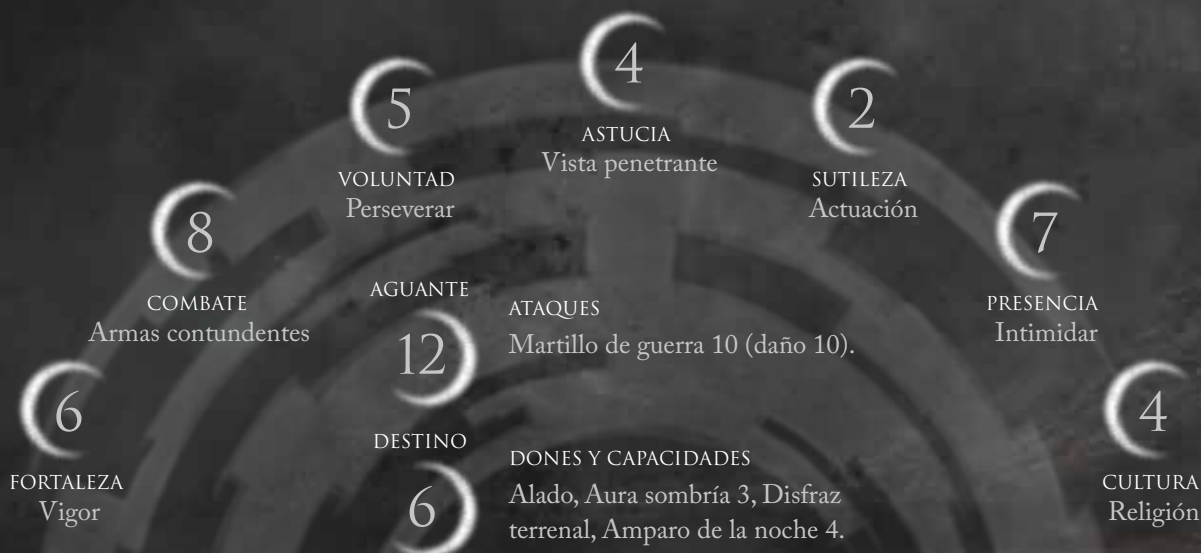 4
ASTUCIA
Vista penetrante
5
VOLUNTAD
Perseverar
2
SUTILEZA
Actuación
8
COMBATE
Armas contundentes
7
PRESENCIA
Intimidar
AGUANTE
12
ATAQUES
Martillo de guerra 10 (daño 10).
6
FORTALEZA
Vigor
4
CULTURA
Religión
DESTINO
6
DONES Y CAPACIDADES
Alado, Aura sombría 3, Disfraz
terrenal, Amparo de la noche 4.